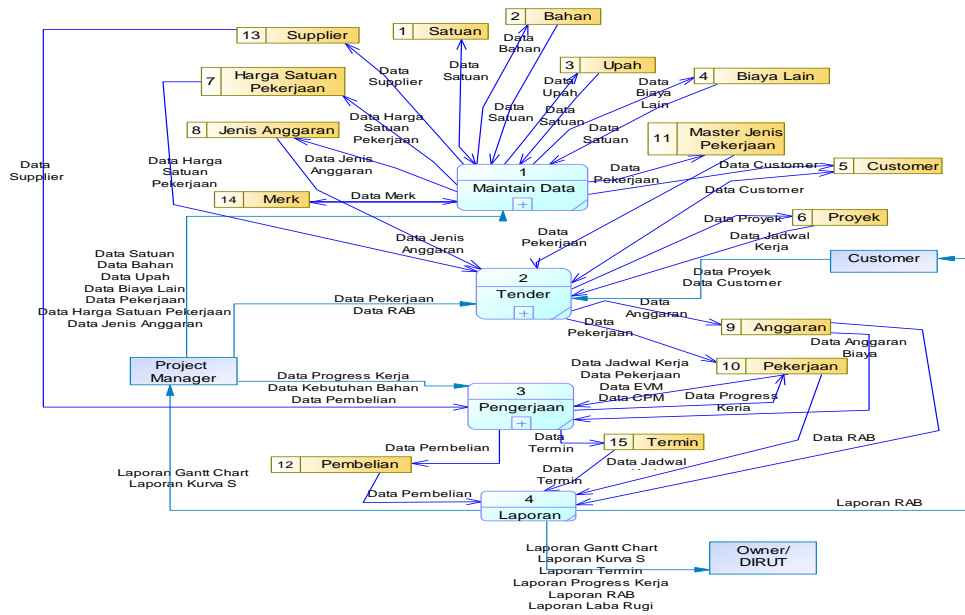 13 Supplier
1 Satuan
2 Bahan
7 Harga Satuan
Pekerjaan
3 Upah
4 Biaya Lain
8 Jenis Anggaran
11 Master Jenis
Pekerjaan
5 Customer
14 Merk
6 Proyek
Data
Supplier
Data
Satuan
Data
Bahan
Data
Upah
Data
Satuan
Data
Satuan
Data
Biaya
Lain
Data
Satuan
Data Harga
Satuan
Pekerjaan
Data Jenis
Anggaran
Data Merk
Data
Pekerjaan
Data Customer
Data Customer
1
Maintain Data
+
Data
Supplier
Data Harga
Satuan
Pekerjaan
Data Jenis
Anggaran
Data
Pekerjaan
Data Proyek
Data Jadwal
Kerja
Customer
Data Proyek
Data Customer
Data Satuan
Data Bahan
Data Upah
Data Biaya Lain
Data Pekerjaan
Data Harga Satuan Pekerjaan
Data Jenis Anggaran
2
Tender
+
Data Pekerjaan
Data RAB
Data
Anggaran
Data
Pekerjaan
9 Anggaran
Data Anggaran
Biaya
10 Pekerjaan
Project
Manager
Data Progress Kerja
Data Kebutuhan Bahan
Data Pembelian
3
Pengerjaan
+
Data Jadwal Kerja
Data Pekerjaan
Data EVM
Data CPM
Data Progress
Kerja
Data
Termin
15 Termin
Data RAB
Data Pembelian
12 Pembelian
Data Pembelian
Data
Termin
Data Jadwal
Laporan Gantt Chart
Laporan Kurva S
4
Laporan
Laporan RAB
Laporan Gantt Chart
Laporan Kurva S
Laporan Termin
Laporan Progress Kerja
Laporan RAB
Laporan Laba Rugi
Owner/
DIRUT